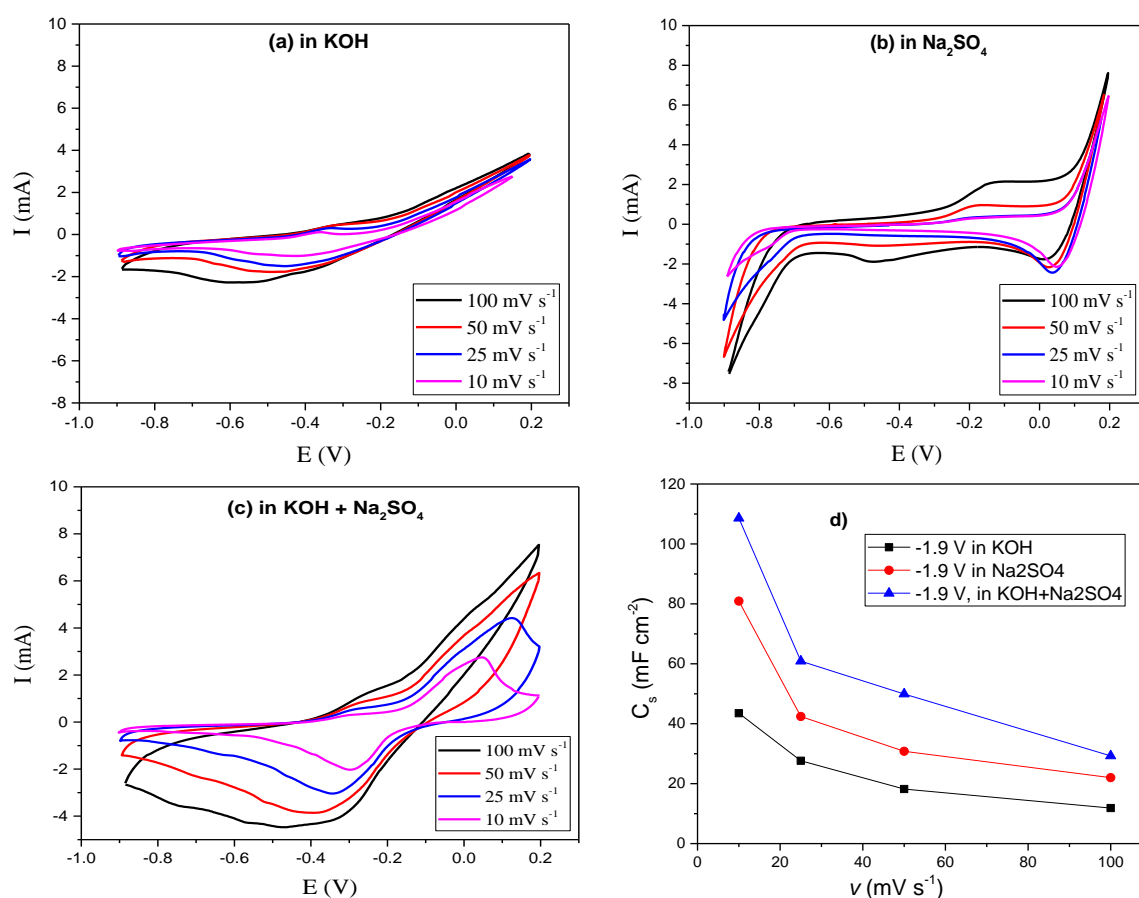 (a) in KOH
10
8
6
4
2
0
-2
-4
-6
-8
I (mA)
-1.0 -0.8 -0.6 -0.4 -0.2 0.0 0.2
E (V)
100 mV s⁻¹
50 mV s⁻¹
25 mV s⁻¹
10 mV s⁻¹
(b) in Na₂SO₄
10
8
6
4
2
0
-2
-4
-6
-8
I (mA)
-1.0 -0.8 -0.6 -0.4 -0.2 0.0 0.2
E (V)
100 mV s⁻¹
50 mV s⁻¹
25 mV s⁻¹
10 mV s⁻¹
(c) in KOH + Na₂SO₄
10
8
6
4
2
0
-2
-4
I (mA)
-1.0 -0.8 -0.6 -0.4 -0.2 0.0 0.2
E (V)
100 mV s⁻¹
50 mV s⁻¹
25 mV s⁻¹
10 mV s⁻¹
d)
-1.9 V in KOH
-1.9 V in Na2SO4
-1.9 V, in KOH+Na2SO4
120
100
80
60
40
20
0
Cₛ (mF cm⁻²)
0 20 40 60 80 100
v (mV s⁻¹)